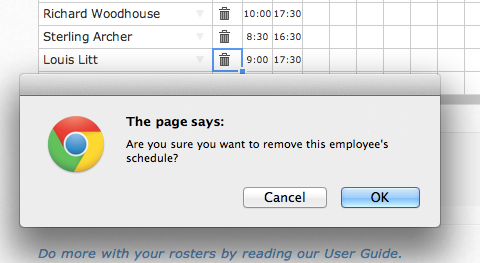 Richard Woodhouse 10:00 17:30
Sterling Archer 8:30 16:30
Louis Litt 9:00 17:30
The page says:
Are you sure you want to remove this employee's
schedule?
Cancel OK
Do more with your rosters by reading our User Guide.